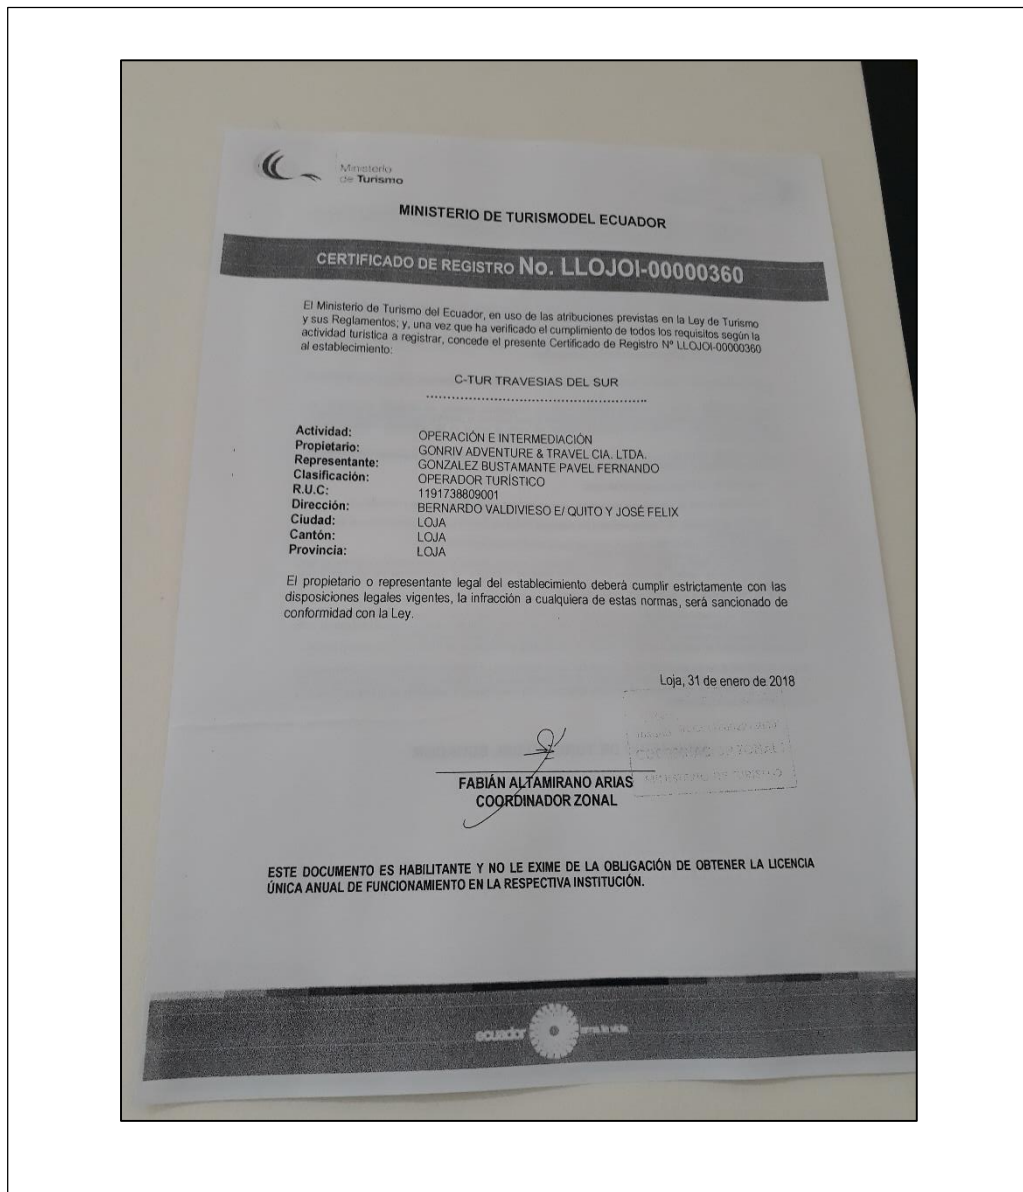 Ministerio
de Turismo
MINISTERIO DE TURISMODEL ECUADOR
CERTIFICADO DE REGISTRO No. LLOJOI-00000360
El Ministerio de Turismo del Ecuador, en uso de las atribuciones previstas en la Ley de Turismo
y sus Reglamentos; y, una vez que ha verificado el cumplimiento de todos los requisitos según la
actividad turística a registrar, concede el presente Certificado de Registro Nº LLOJOI-00000360
al establecimiento:
C-TUR TRAVESIAS DEL SUR
Actividad: OPERACIÓN E INTERMEDIACIÓN
Propietario: GONRIV ADVENTURE & TRAVEL CIA. LTDA.
Representante: GONZALEZ BUSTAMANTE PAVEL FERNANDO
Clasificación: OPERADOR TURÍSTICO
R.U.C: 1191738809001
Dirección: BERNARDO VALDIVIESO E/ QUITO Y JOSÉ FELIX
Ciudad: LOJA
Cantón: LOJA
Provincia: LOJA
El propietario o representante legal del establecimiento deberá cumplir estrictamente con las
disposiciones legales vigentes, la infracción a cualquiera de estas normas, será sancionado de
conformidad con la Ley.
Loja, 31 de enero de 2018
FABIÁN ALTAMIRANO ARIAS
COORDINADOR ZONAL
ESTE DOCUMENTO ES HABILITANTE Y NO LE EXIME DE LA OBLIGACIÓN DE OBTENER LA LICENCIA
ÚNICA ANUAL DE FUNCIONAMIENTO EN LA RESPECTIVA INSTITUCIÓN.
ecuador ama la vida